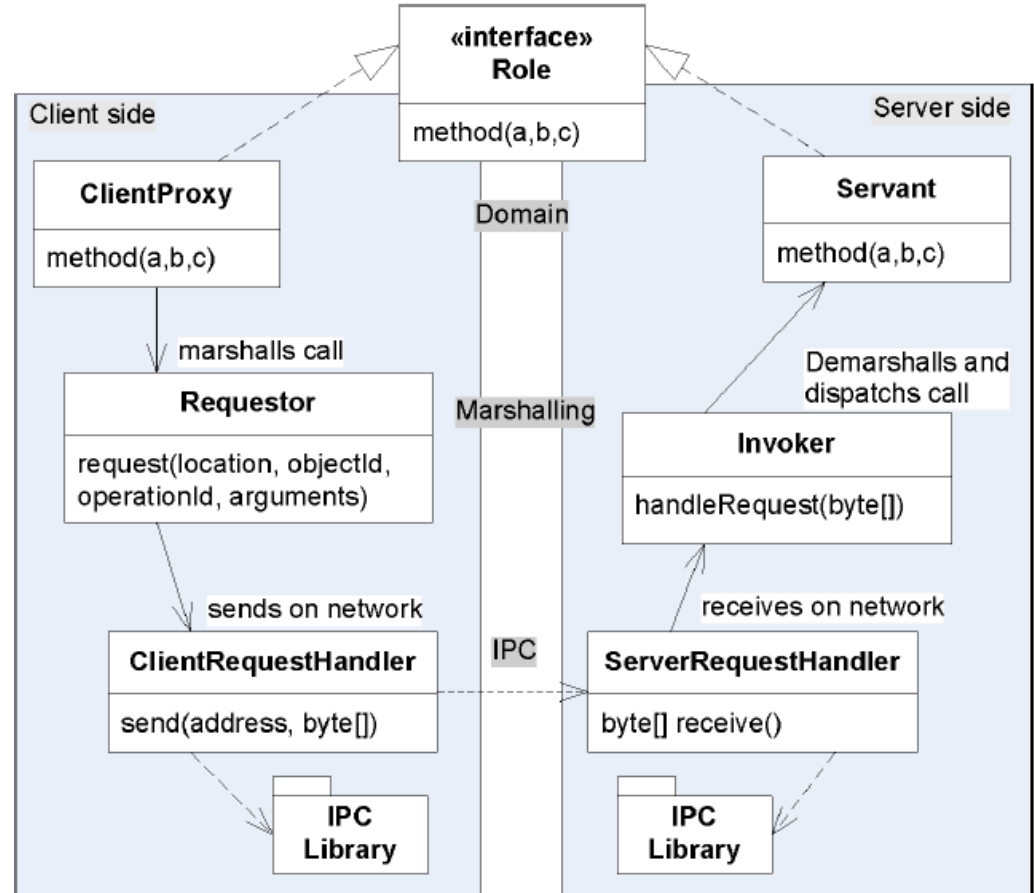 «interface»
Role
method(a,b,c)
Client side
Server side
ClientProxy
method(a,b,c)
Domain
Servant
method(a,b,c)
marshalls call
Demarshalls and
dispatchs call
Requestor
request(location, objectId,
operationId, arguments)
Marshalling
Invoker
handleRequest(byte[])
sends on network
receives on network
ClientRequestHandler
send(address, byte[])
IPC
ServerRequestHandler
byte[] receive()
IPC
Library
IPC
Library